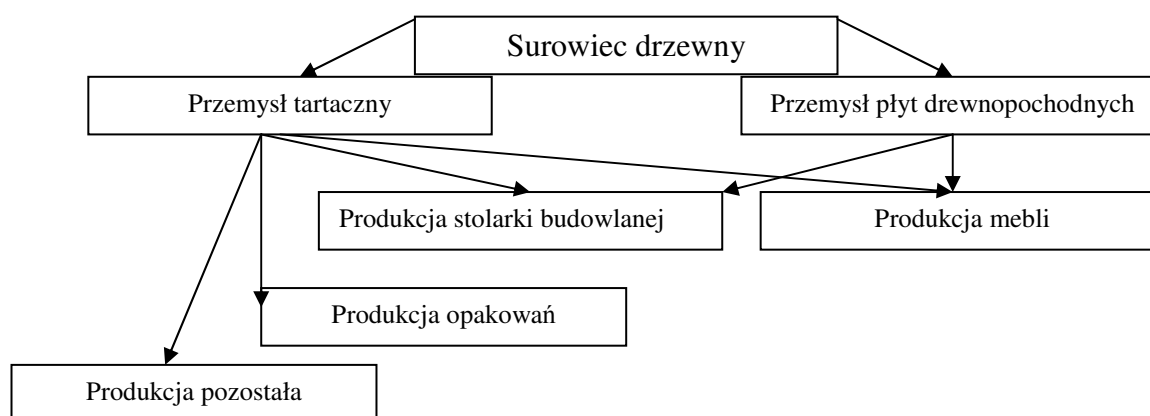 Surowiec drzewny
Przemysł tartaczny
Przemysł płyt drewnopochodnych
Produkcja stolarki budowlanej
Produkcja mebli
Produkcja opakowań
Produkcja pozostała